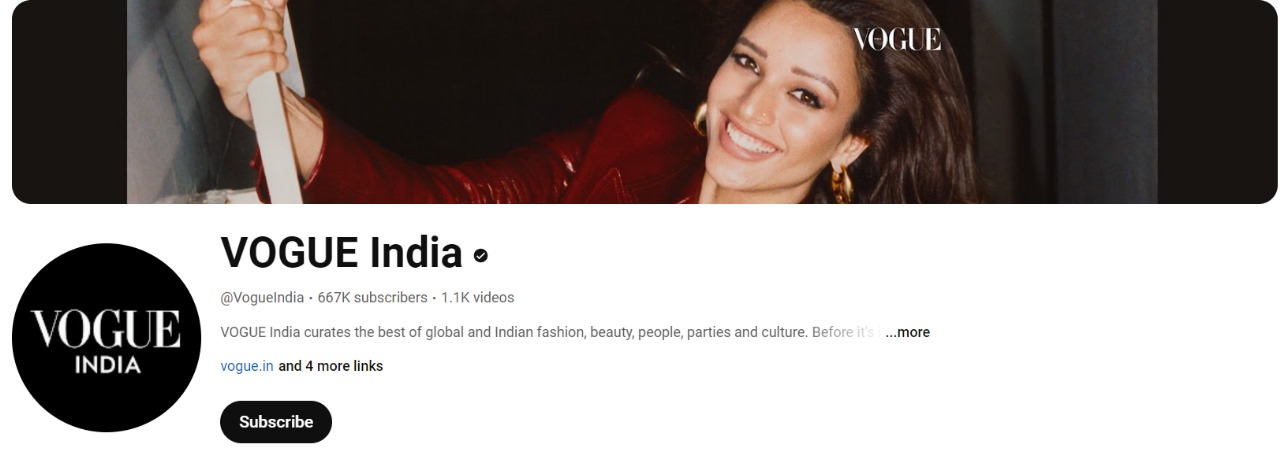 VOGUE
VOGUE India
VOGUE
INDIA
@VogueIndia • 667K subscribers • 1.1K videos
VOGUE India curates the best of global and Indian fashion, beauty, people, parties and culture. Before it's ...more
vogue.in and 4 more links
Subscribe